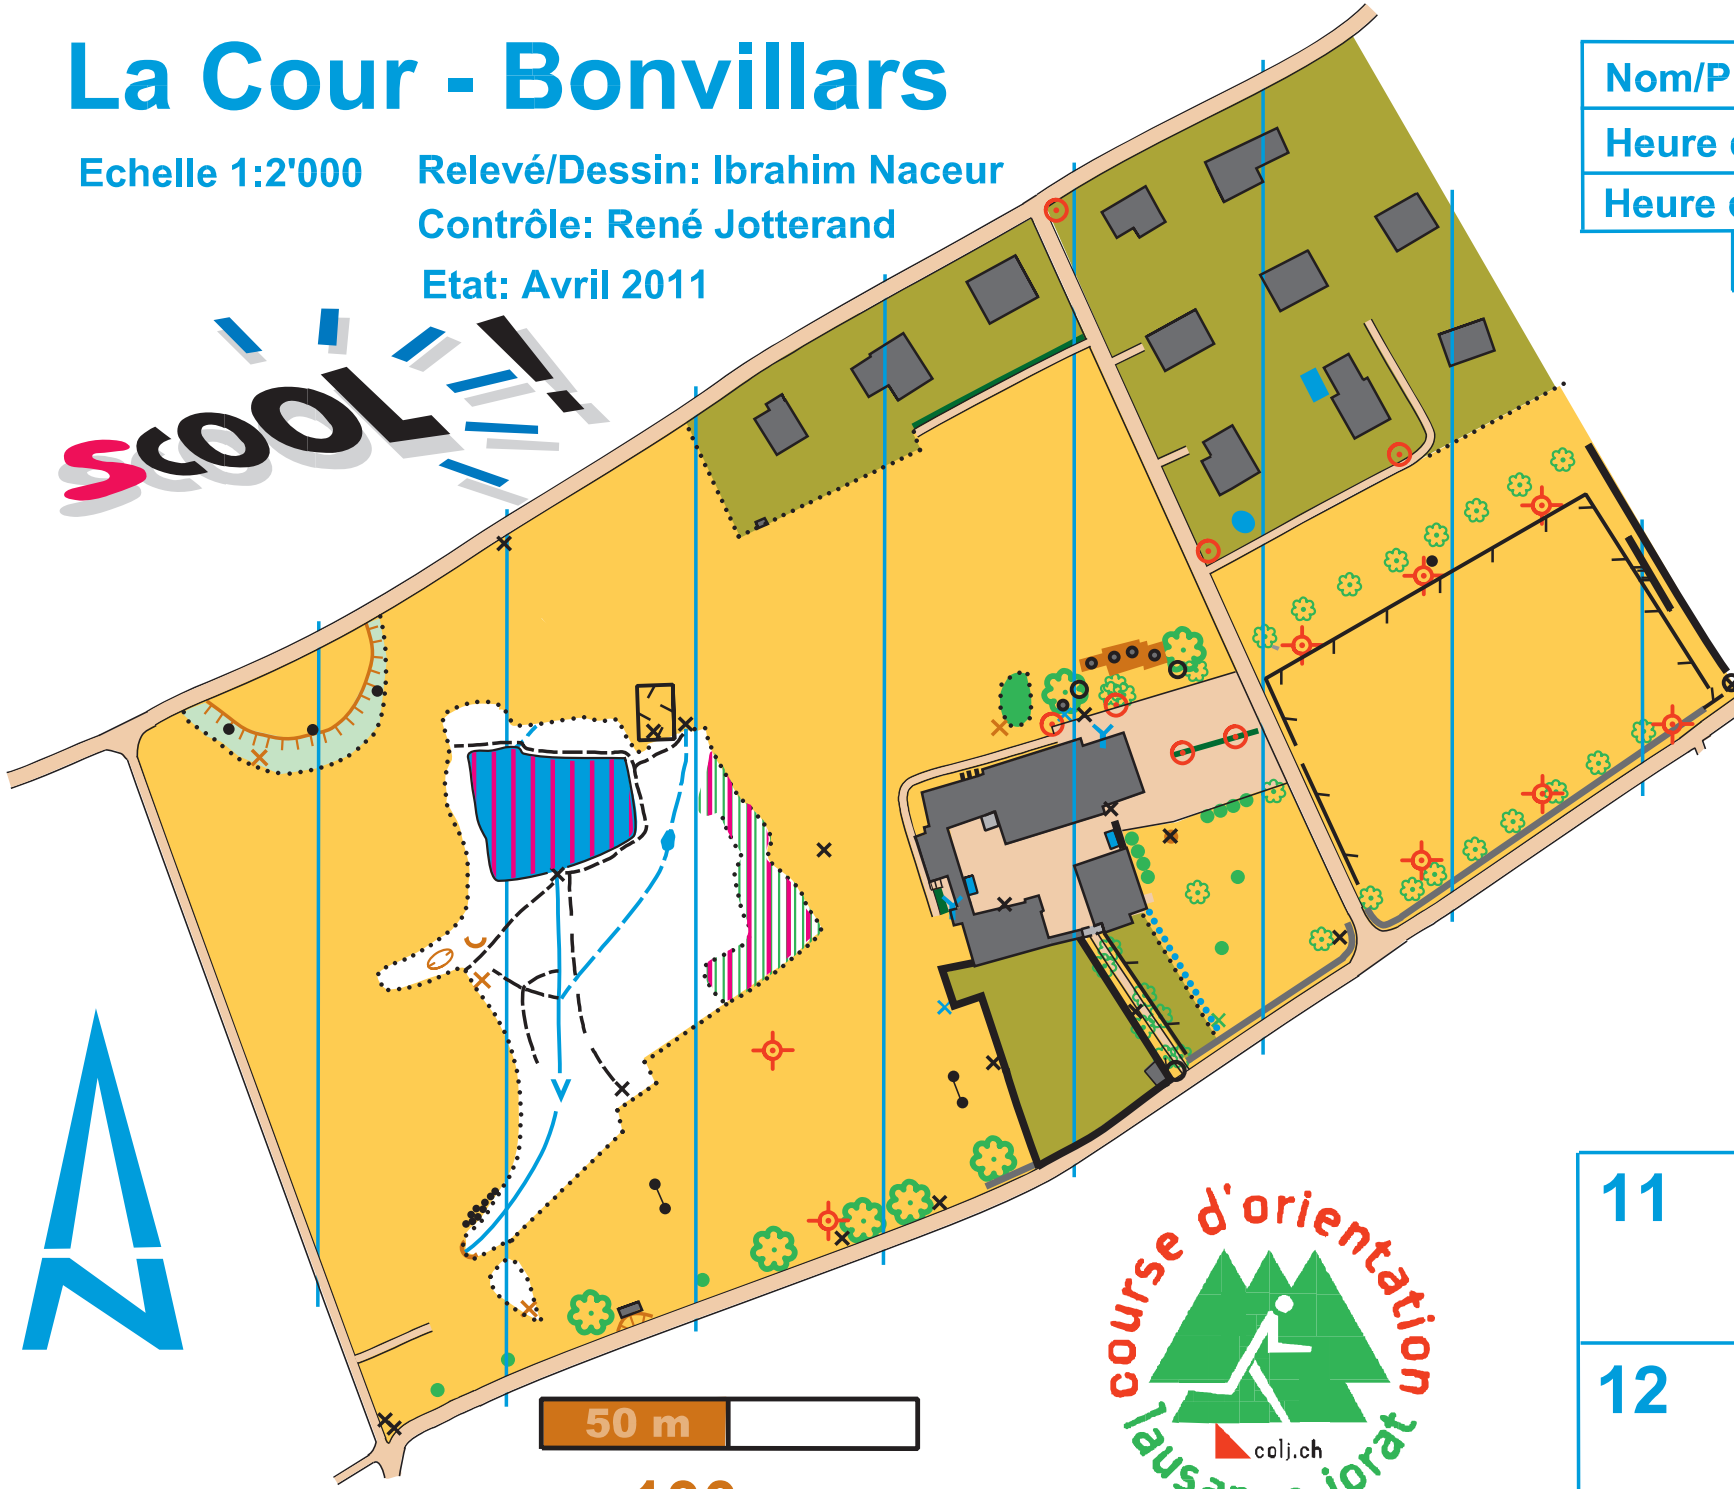 La Cour - Bonvillars
Echelle 1:2'000
Relevé/Dessin: Ibrahim Naceur
Contrôle: René Jotterand
Etat: Avril 2011
Nom/P
Heure
Heure
scOOL!
50 m
11
12
course d'orientation
colj.ch